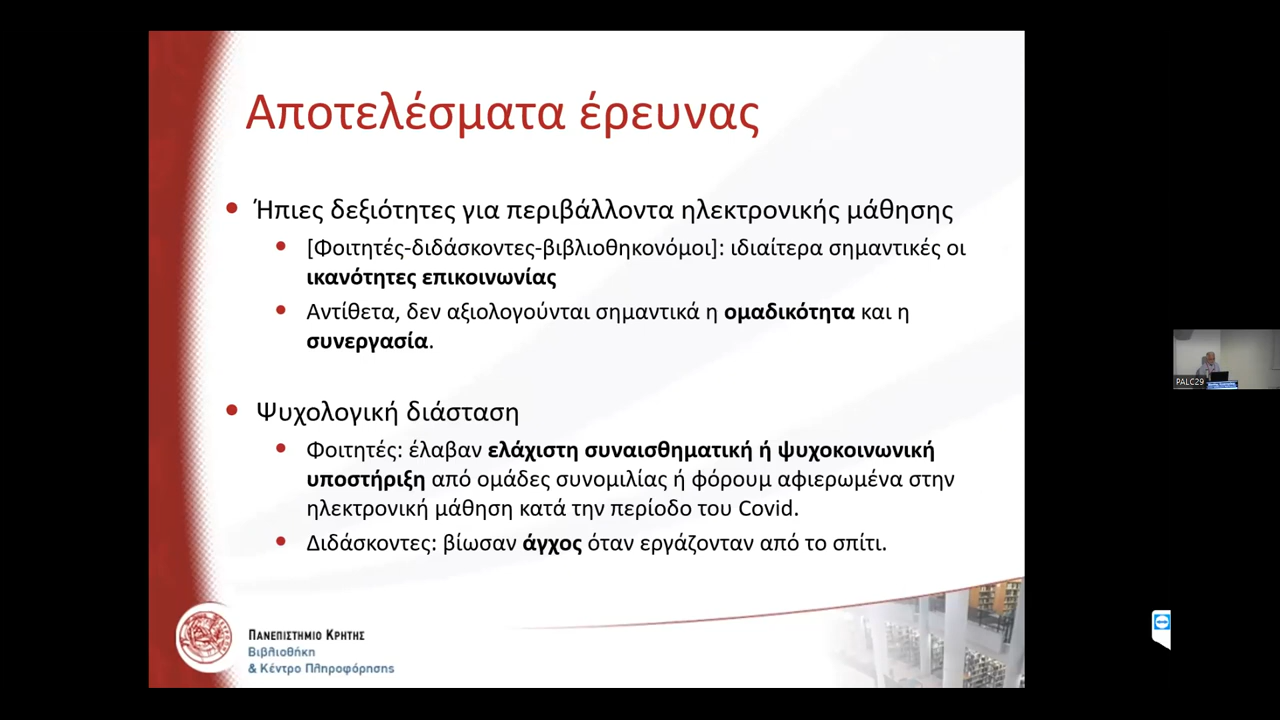 Αποτελέσματα έρευνας
Ήπιες δεξιότητες για περιβάλλοντα ηλεκτρονικής μάθησης
[Φοιτητές-διδάσκοντες-βιβλιοθηκονόμοι]: ιδιαίτερα σημαντικές οι
ικανότητες επικοινωνίας
Αντίθετα, δεν αξιολογούνται σημαντικά η ομαδικότητα και η
συνεργασία.
Ψυχολογική διάσταση
Φοιτητές: έλαβαν ελάχιστη συναισθηματική ή ψυχοκοινωνική
υποστήριξη από ομάδες συνομιλίας ή φόρουμ αφιερωμένα στην
ηλεκτρονική μάθηση κατά την περίοδο του Covid.
Διδάσκοντες: βίωσαν άγχος όταν εργάζονταν από το σπίτι.
ΠΑΝΕΠΙΣΤΗΜΙΟ ΚΡΗΤΗΣ
Βιβλιοθήκη
& Κέντρο Πληροφόρησης
PALC29